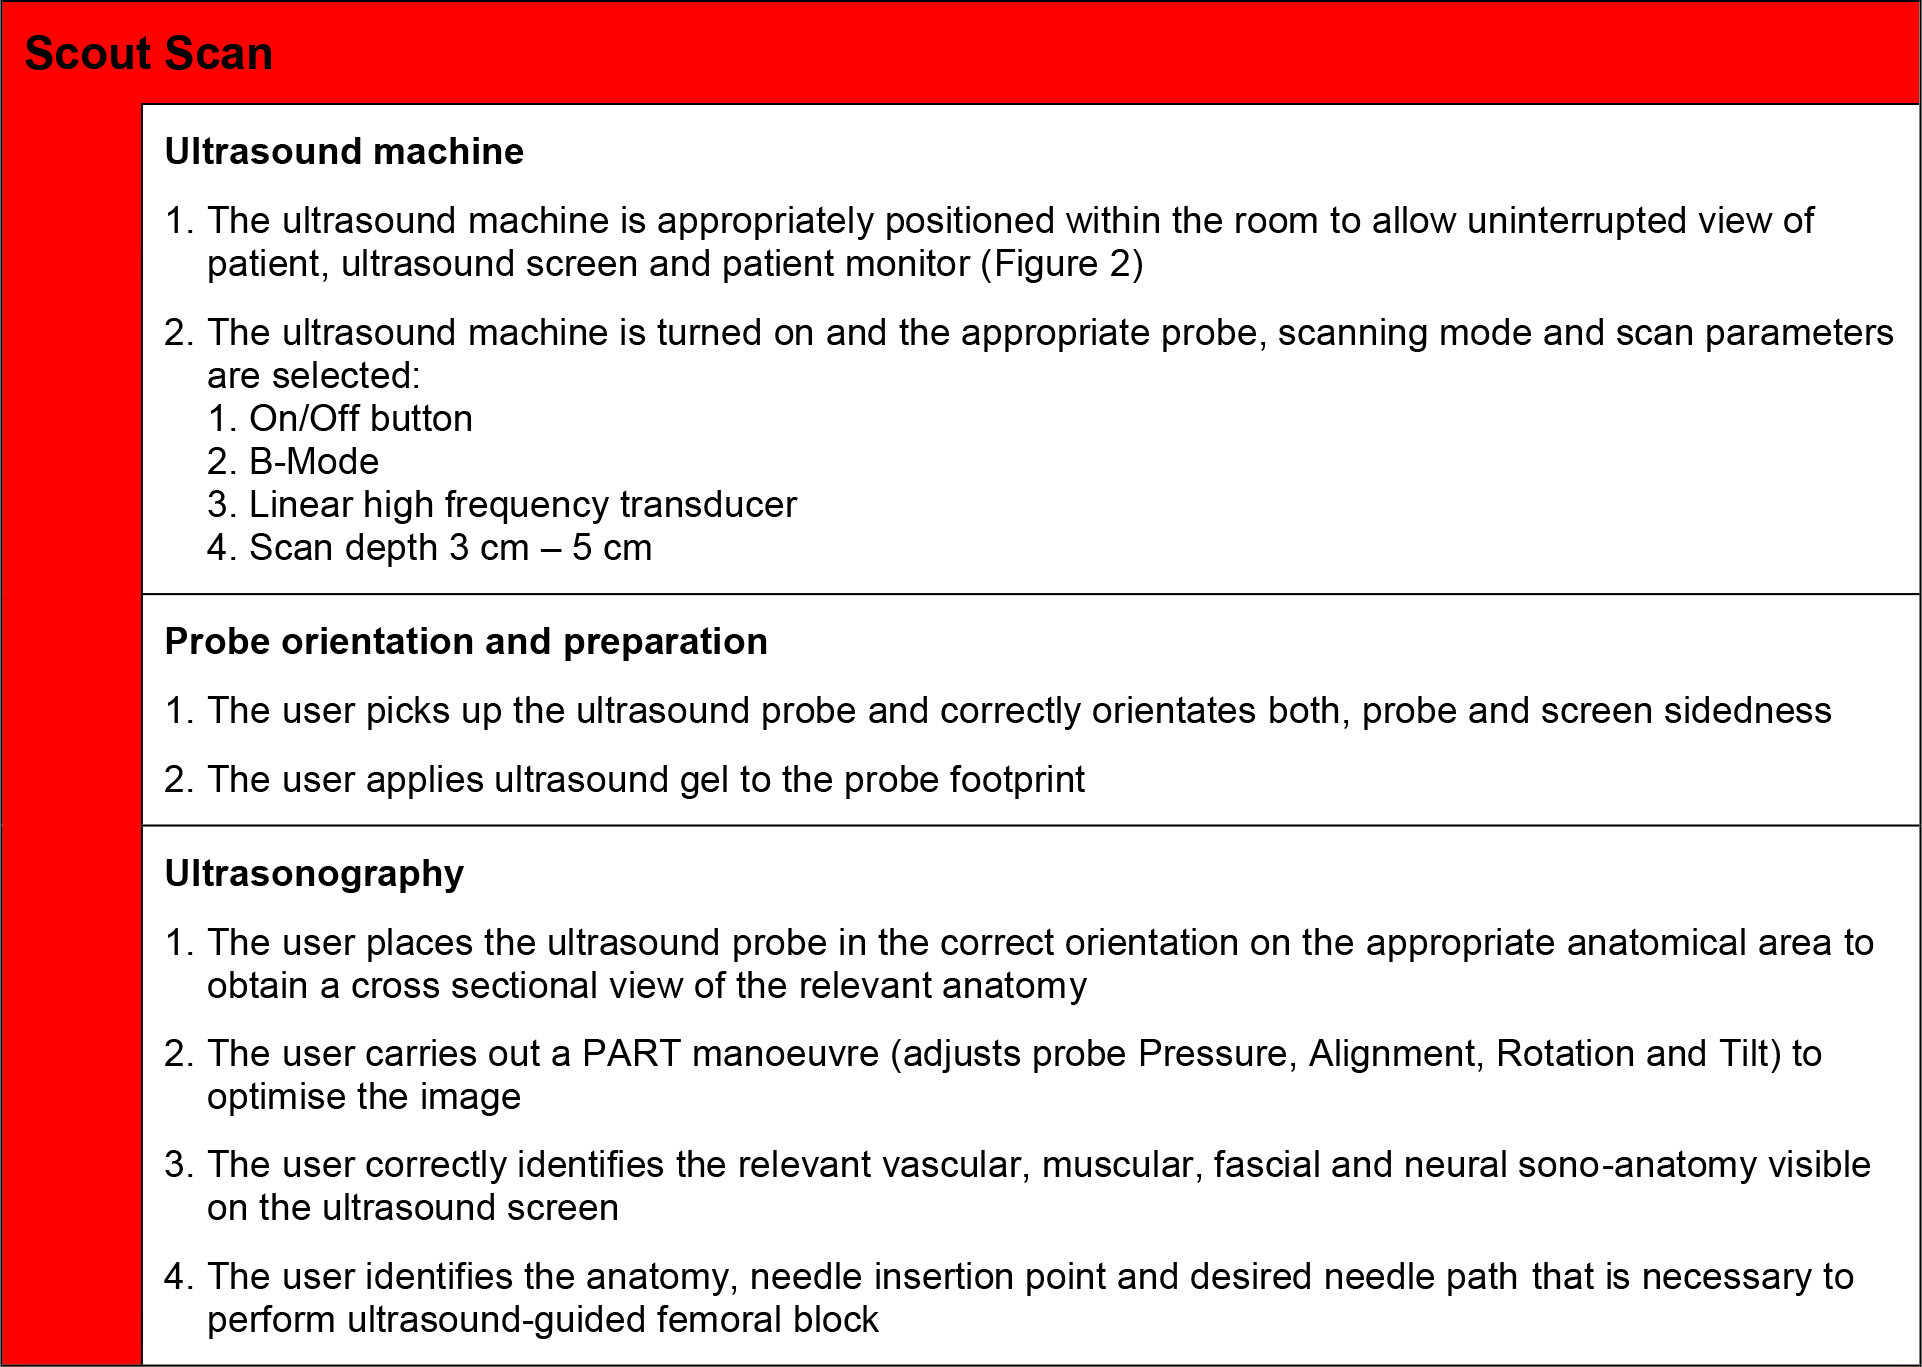 Scout Scan
Ultrasound machine
1. The ultrasound machine is appropriately positioned within the room to allow uninterrupted view of
patient, ultrasound screen and patient monitor (Figure 2)
2. The ultrasound machine is turned on and the appropriate probe, scanning mode and scan parameters
are selected:
1. On/Off button
2. B-Mode
3. Linear high frequency transducer
4. Scan depth 3 cm – 5 cm
Probe orientation and preparation
1. The user picks up the ultrasound probe and correctly orientates both, probe and screen sidedness
2. The user applies ultrasound gel to the probe footprint
Ultrasonography
1. The user places the ultrasound probe in the correct orientation on the appropriate anatomical area to
obtain a cross sectional view of the relevant anatomy
2. The user carries out a PART manoeuvre (adjusts probe Pressure, Alignment, Rotation and Tilt) to
optimise the image
3. The user correctly identifies the relevant vascular, muscular, fascial and neural sono-anatomy visible
on the ultrasound screen
4. The user identifies the anatomy, needle insertion point and desired needle path that is necessary to
perform ultrasound-guided femoral block